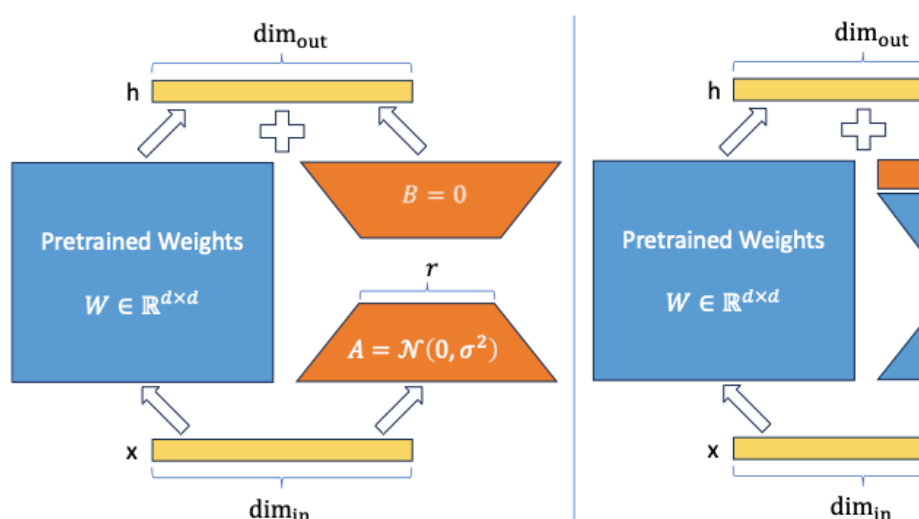 dim_out
h
B = 0
Pretrained Weights
W ∈ ℝ^{d×d}
r
A = 𝒩(0, σ²)
x
dim_in
dim_out
h
Pretrained Weights
W ∈ ℝ^{d×d}
x
dim_in